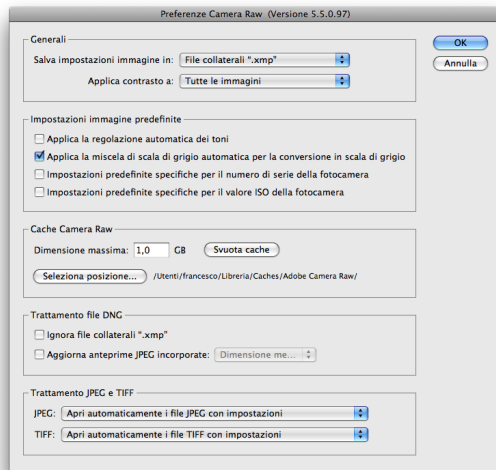 Preferenze Camera Raw (Versione 5.5.0.97)
Generali
Salva impostazioni immagine in: File collaterali ".xmp"
Applica contrasto a: Tutte le immagini
OK
Annulla
Impostazioni immagine predefinite
Applica la regolazione automatica dei toni
Applica la miscela di scala di grigio automatica per la conversione in scala di grigio
Impostazioni predefinite specifiche per il numero di serie della fotocamera
Impostazioni predefinite specifiche per il valore ISO della fotocamera
Cache Camera Raw
Dimensione massima: 1,0 GB Svuota cache
Seleziona posizione... /Utenti/francesco/Libreria/Caches/Adobe Camera Raw/
Trattamento file DNG
Ignora file collaterali ".xmp"
Aggiorna anteprime JPEG incorporate: Dimensione me...
Trattamento JPEG e TIFF
JPEG: Apri automaticamente i file JPEG con impostazioni
TIFF: Apri automaticamente i file TIFF con impostazioni